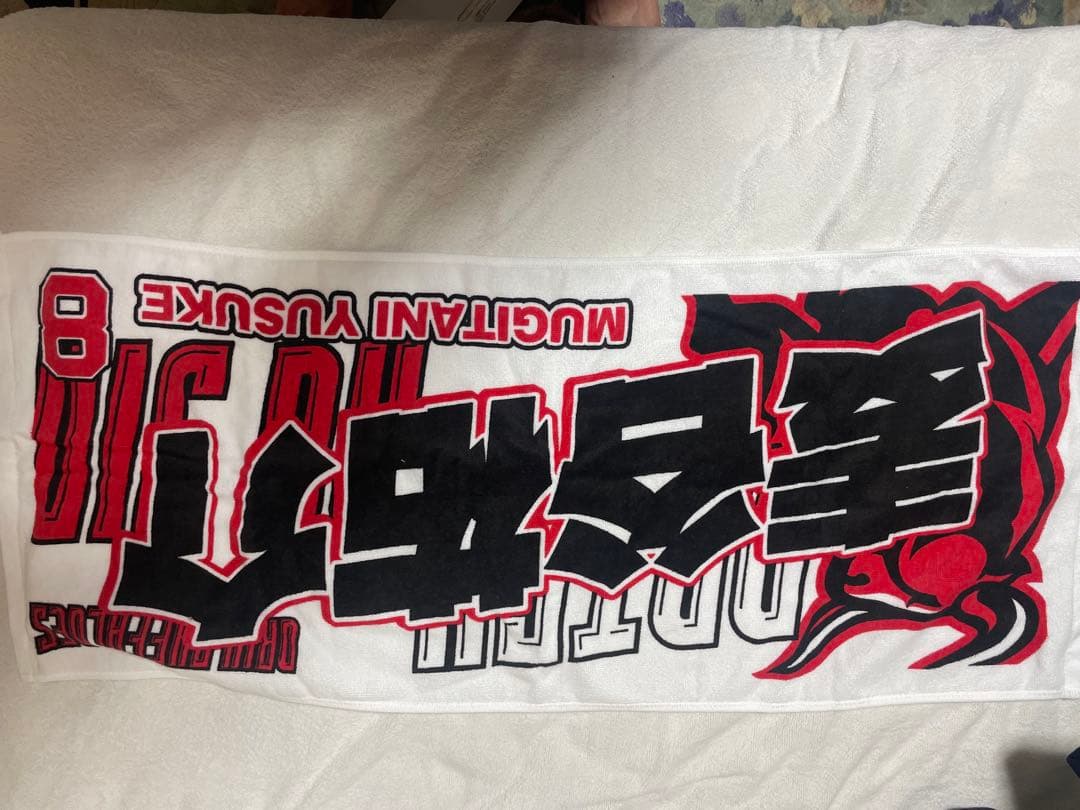 ORIX BUFFALOES
麦谷祐介
MUGITANI YUSUKE 8